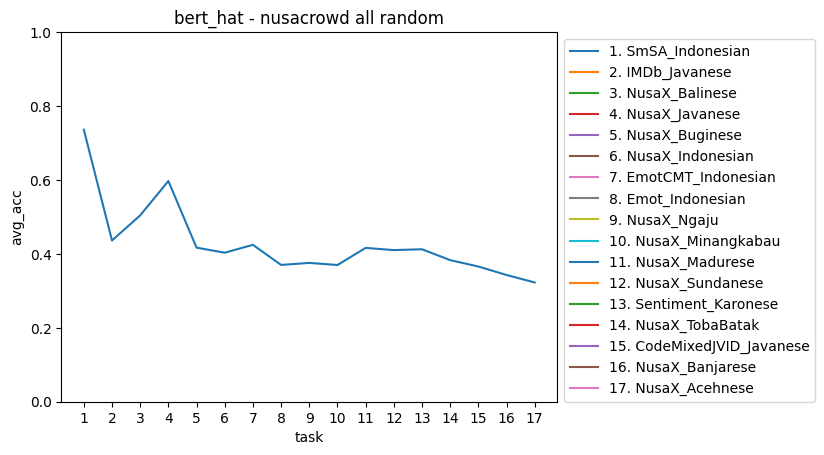 bert_hat - nusacrowd all random
1.0
0.8
0.6
0.4
0.2
0.0
avg_acc
1 2 3 4 5 6 7 8 9 10 11 12 13 14 15 16 17
task
1. SmSA_Indonesian
2. IMDb_Javanese
3. NusaX_Balinese
4. NusaX_Javanese
5. NusaX_Buginese
6. NusaX_Indonesian
7. EmotCMT_Indonesian
8. Emot_Indonesian
9. NusaX_Ngaju
10. NusaX_Minangkabau
11. NusaX_Madurese
12. NusaX_Sundanese
13. Sentiment_Karonese
14. NusaX_TobaBatak
15. CodeMixedJVID_Javanese
16. NusaX_Banjarese
17. NusaX_Acehnese